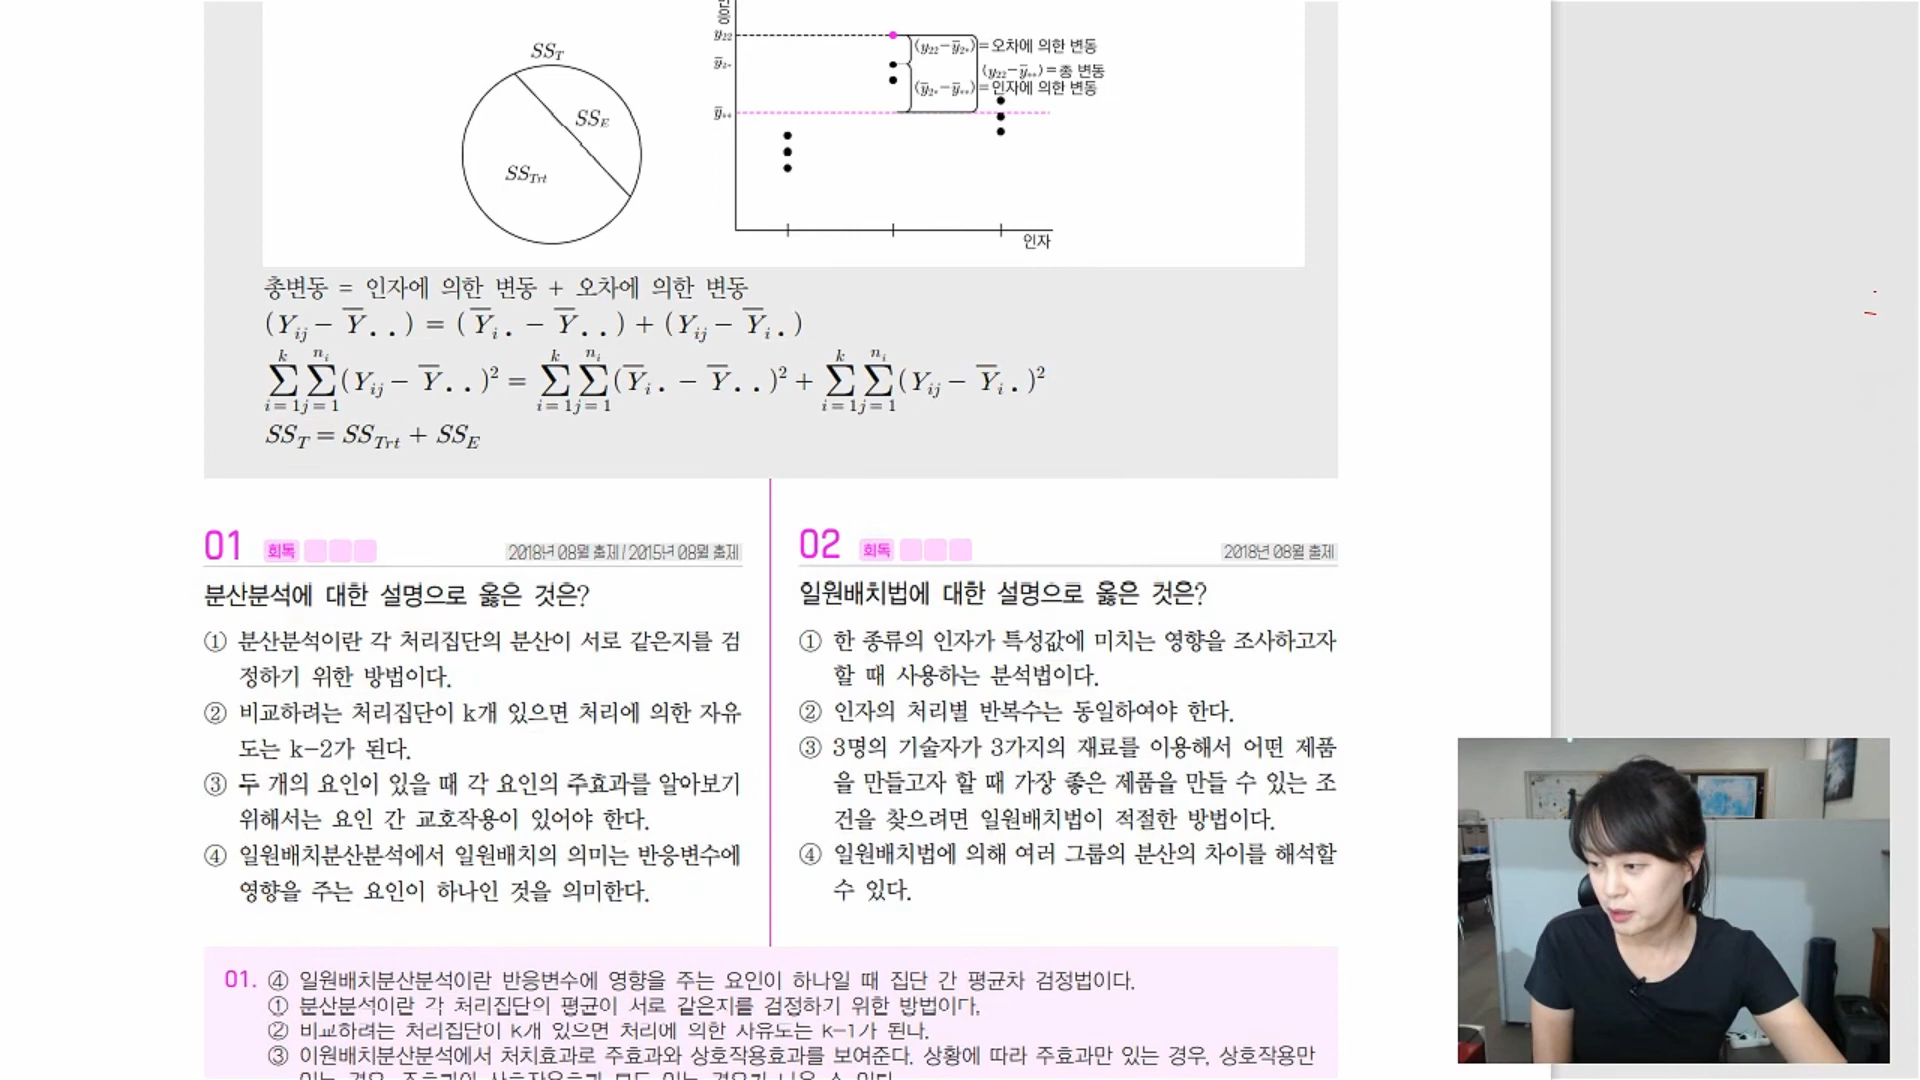 반응
y₂₂
ȳ₂•
ȳ••
(y₂₂−ȳ₂•)=오차에 의한 변동
(y₂₂−ȳ••)=총 변동
(ȳ₂•−ȳ••)=인자에 의한 변동
인자
SS_T
SS_E
SS_Trt
총변동 = 인자에 의한 변동 + 오차에 의한 변동
(Y_ij − Ȳ..) = (Ȳ_i. − Ȳ..) + (Y_ij − Ȳ_i.)
∑_{i=1}^{k} ∑_{j=1}^{n_i} (Y_ij − Ȳ..)² = ∑_{i=1}^{k} ∑_{j=1}^{n_i} (Ȳ_i. − Ȳ..)² + ∑_{i=1}^{k} ∑_{j=1}^{n_i} (Y_ij − Ȳ_i.)²
SS_T = SS_Trt + SS_E
01 회독 2018년 08월 출제 / 2015년 08월 출제
분산분석에 대한 설명으로 옳은 것은?
① 분산분석이란 각 처리집단의 분산이 서로 같은지를 검
정하기 위한 방법이다.
② 비교하려는 처리집단이 k개 있으면 처리에 의한 자유
도는 k−2가 된다.
③ 두 개의 요인이 있을 때 각 요인의 주효과를 알아보기
위해서는 요인 간 교호작용이 있어야 한다.
④ 일원배치분산분석에서 일원배치의 의미는 반응변수에
영향을 주는 요인이 하나인 것을 의미한다.
02 회독 2018년 08월 출제
일원배치법에 대한 설명으로 옳은 것은?
① 한 종류의 인자가 특성값에 미치는 영향을 조사하고자
할 때 사용하는 분석법이다.
② 인자의 처리별 반복수는 동일하여야 한다.
③ 3명의 기술자가 3가지의 재료를 이용해서 어떤 제품
을 만들고자 할 때 가장 좋은 제품을 만들 수 있는 조
건을 찾으려면 일원배치법이 적절한 방법이다.
④ 일원배치법에 의해 여러 그룹의 분산의 차이를 해석할
수 있다.
01. ④ 일원배치분산분석이란 반응변수에 영향을 주는 요인이 하나일 때 집단 간 평균차 검정법이다.
① 분산분석이란 각 처리집단의 평균이 서로 같은지를 검정하기 위한 방법이다.
② 비교하려는 처리집단이 K개 있으면 처리에 의한 자유도는 K−1가 된다.
③ 이원배치분산분석에서 처치효과로 주효과와 상호작용효과를 보여준다. 상황에 따라 주효과만 있는 경우, 상호작용만